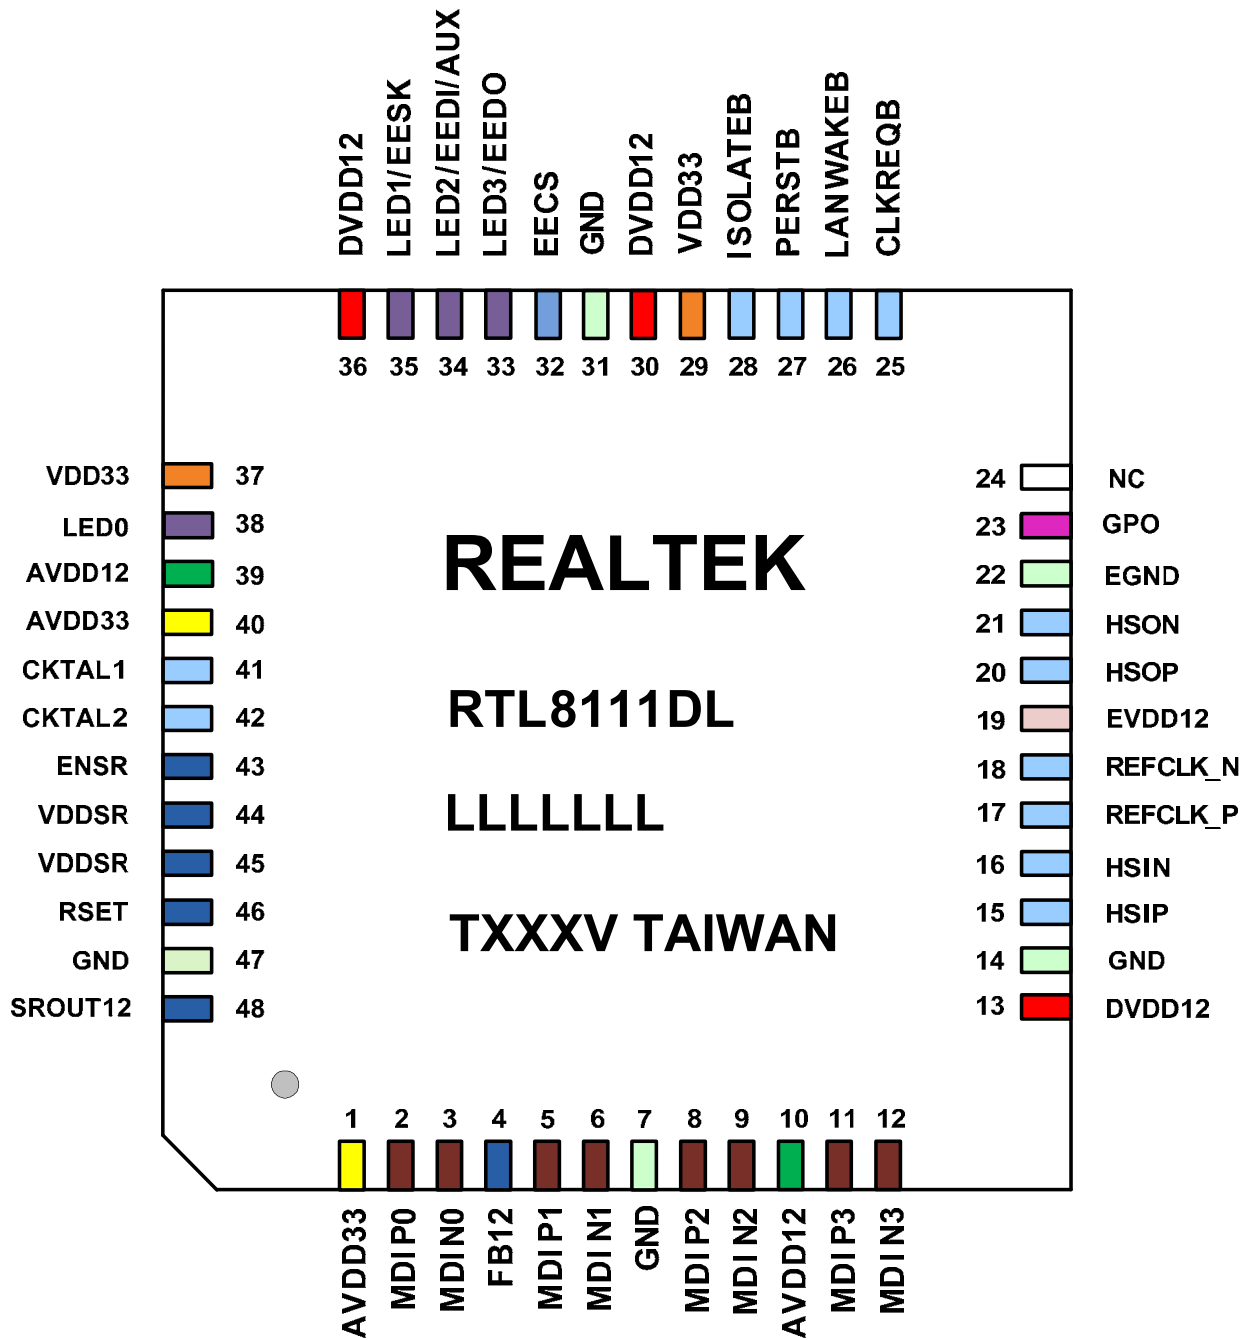 DVDD12
LED1/EESK
LED2/EEDI/AUX
LED3/EEDO
EECS
GND
DVDD12
VDD33
ISOLATEB
PERSTB
LANWAKEB
CLKREQB
36 35 34 33 32 31 30 29 28 27 26 25
VDD33 37
LED0 38
AVDD12 39
AVDD33 40
CKTAL1 41
CKTAL2 42
ENSR 43
VDDSR 44
VDDSR 45
RSET 46
GND 47
SROUT12 48
REALTEK
RTL8111DL
LLLLLLL
TXXXV TAIWAN
24 NC
23 GPO
22 EGND
21 HSON
20 HSOP
19 EVDD12
18 REFCLK_N
17 REFCLK_P
16 HSIN
15 HSIP
14 GND
13 DVDD12
1 2 3 4 5 6 7 8 9 10 11 12
AVDD33
MDIP0
MDIN0
FB12
MDIP1
MDIN1
GND
MDIP2
MDIN2
AVDD12
MDIP3
MDIN3